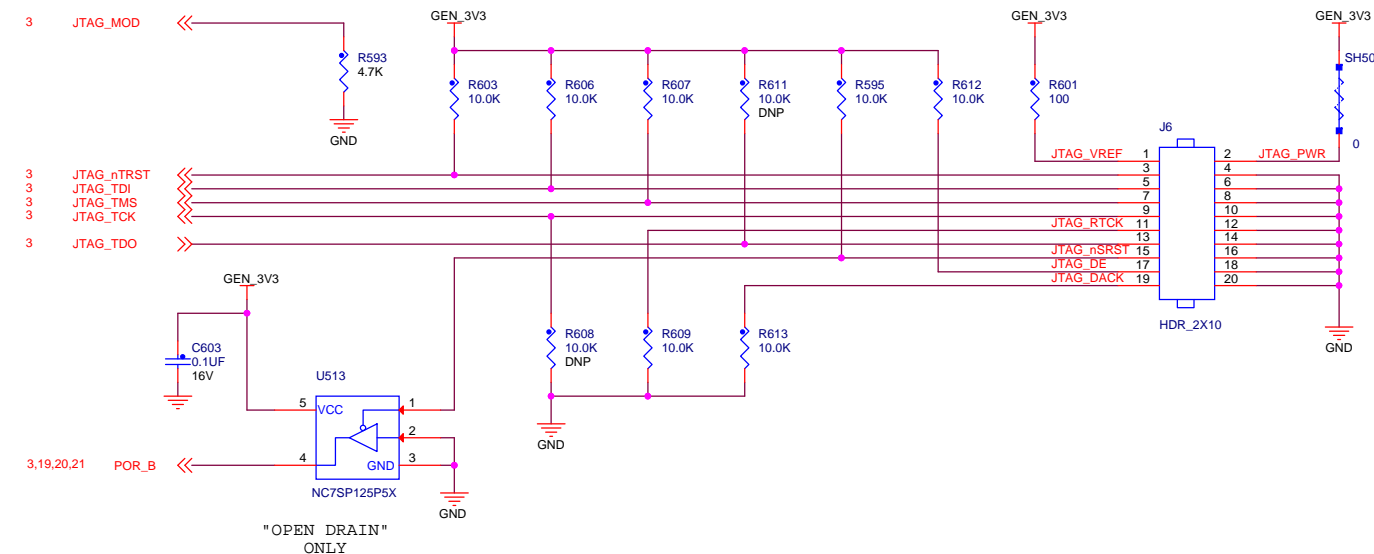 3 JTAG_MOD
GEN_3V3
GEN_3V3
GEN_3V3
R593
4.7K
GND
R603
10.0K
R606
10.0K
R607
10.0K
R611
10.0K
DNP
R595
10.0K
R612
10.0K
R601
100
SH50
0
J6
JTAG_VREF 1
2 JTAG_PWR
3 JTAG_nTRST
3 4
3 JTAG_TDI
5 6
3 JTAG_TMS
7 8
3 JTAG_TCK
9 10
JTAG_RTCK 11 12
3 JTAG_TDO
13 14
JTAG_nSRST 15 16
JTAG_DE 17 18
JTAG_DACK 19 20
HDR_2X10
GND
GEN_3V3
C603
0.1UF
16V
R608
10.0K
DNP
R609
10.0K
R613
10.0K
GND
U513
5 VCC 1
2
3,19,20,21 POR_B
4 GND 3
NC7SP125P5X
GND
"OPEN DRAIN"
ONLY